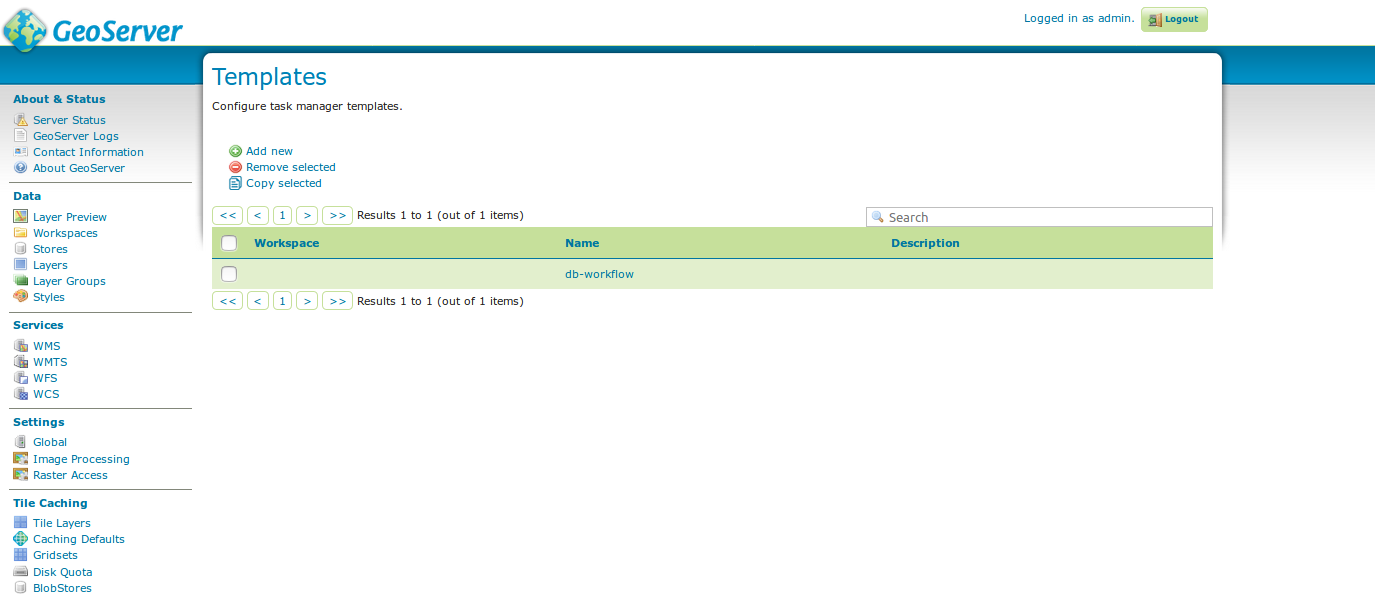 GeoServer
Logged in as admin.
Logout
About & Status
Server Status
GeoServer Logs
Contact Information
About GeoServer
Data
Layer Preview
Workspaces
Stores
Layers
Layer Groups
Styles
Services
WMS
WMTS
WFS
WCS
Settings
Global
Image Processing
Raster Access
Tile Caching
Tile Layers
Caching Defaults
Gridsets
Disk Quota
BlobStores
Templates
Configure task manager templates.
Add new
Remove selected
Copy selected
<< < 1 > >> Results 1 to 1 (out of 1 items)
Search
Workspace Name Description
db-workflow
<< < 1 > >> Results 1 to 1 (out of 1 items)